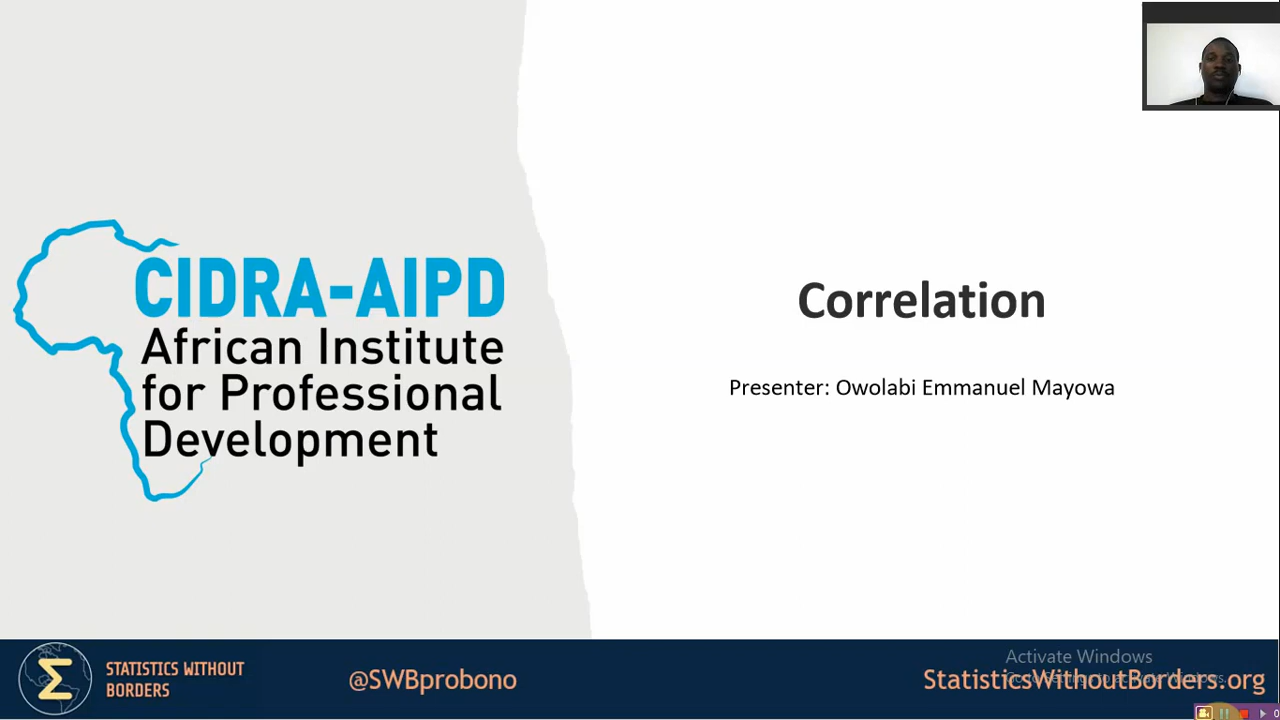 CIDRA-AIPD
African Institute
for Professional
Development
Correlation
Presenter: Owolabi Emmanuel Mayowa
STATISTICS WITHOUT
BORDERS
@SWBprobono
Activate Windows
StatisticsWithoutBorders.org